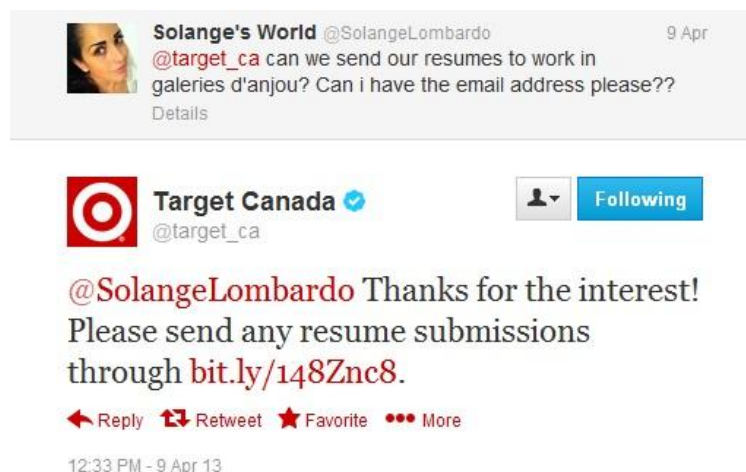 Solange's World @SolangeLombardo 9 Apr
@target_ca can we send our resumes to work in
galeries d'anjou? Can i have the email address please??
Details
Target Canada Following
@target_ca
@SolangeLombardo Thanks for the interest!
Please send any resume submissions
through bit.ly/148Znc8.
Reply Retweet Favorite More
12:33 PM - 9 Apr 13